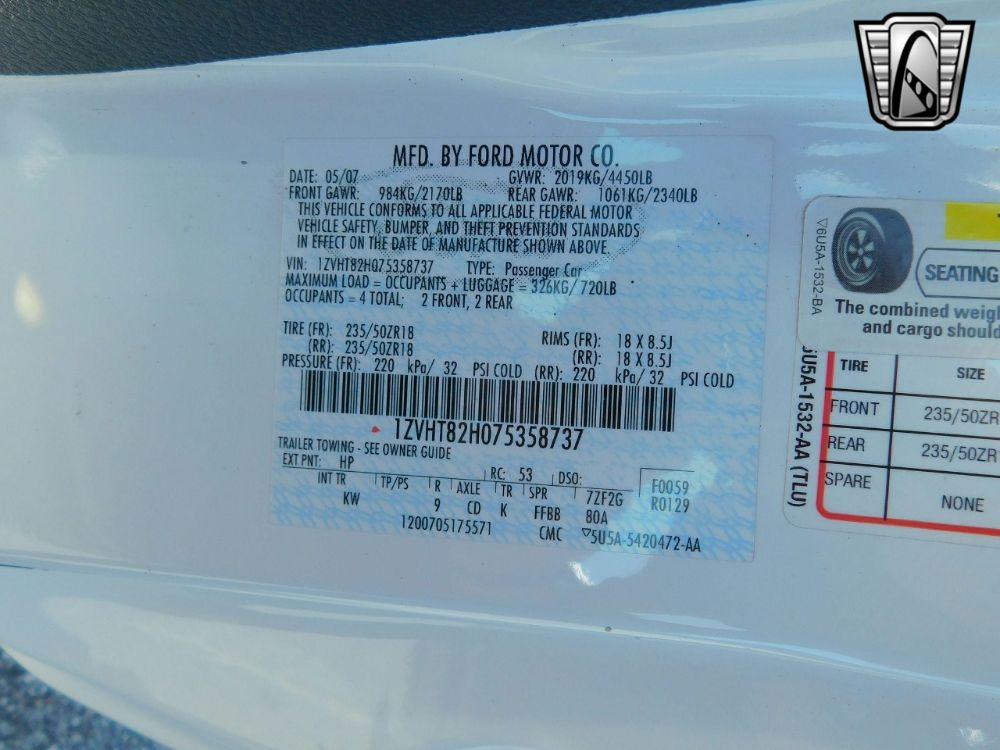 MFD. BY FORD MOTOR CO.
DATE: 05/07 GVWR: 2019KG/4450LB
FRONT GAWR: 984KG/2170LB REAR GAWR: 1061KG/2340LB
THIS VEHICLE CONFORMS TO ALL APPLICABLE FEDERAL MOTOR
VEHICLE SAFETY, BUMPER, AND THEFT PREVENTION STANDARDS
IN EFFECT ON THE DATE OF MANUFACTURE SHOWN ABOVE.
VIN: 1ZVHT82H075358737 TYPE: Passenger Car
MAXIMUM LOAD = OCCUPANTS + LUGGAGE = 326KG/720LB
OCCUPANTS = 4 TOTAL; 2 FRONT, 2 REAR
TIRE (FR): 235/50ZR18 RIMS (FR): 18 X 8.5J
(RR): 235/50ZR18 (RR): 18 X 8.5J
PRESSURE (FR): 220 kPa/ 32 PSI COLD (RR): 220 kPa/ 32 PSI COLD
1ZVHT82H075358737
TRAILER TOWING - SEE OWNER GUIDE
EXT PNT: HP RC: 53 DSO:
INT TR TP/PS R AXLE TR SPR 7ZF2G F0059
KW 9 CD K FFBB 80A R0129
1200705175571 CMC ▽5U5A-5420472-AA
▽6U5A-1532-BA
SEATING
The combined weigh
and cargo should
5U5A-1532-AA (TLU)
TIRE SIZE
FRONT 235/50ZR
REAR 235/50ZR
SPARE NONE